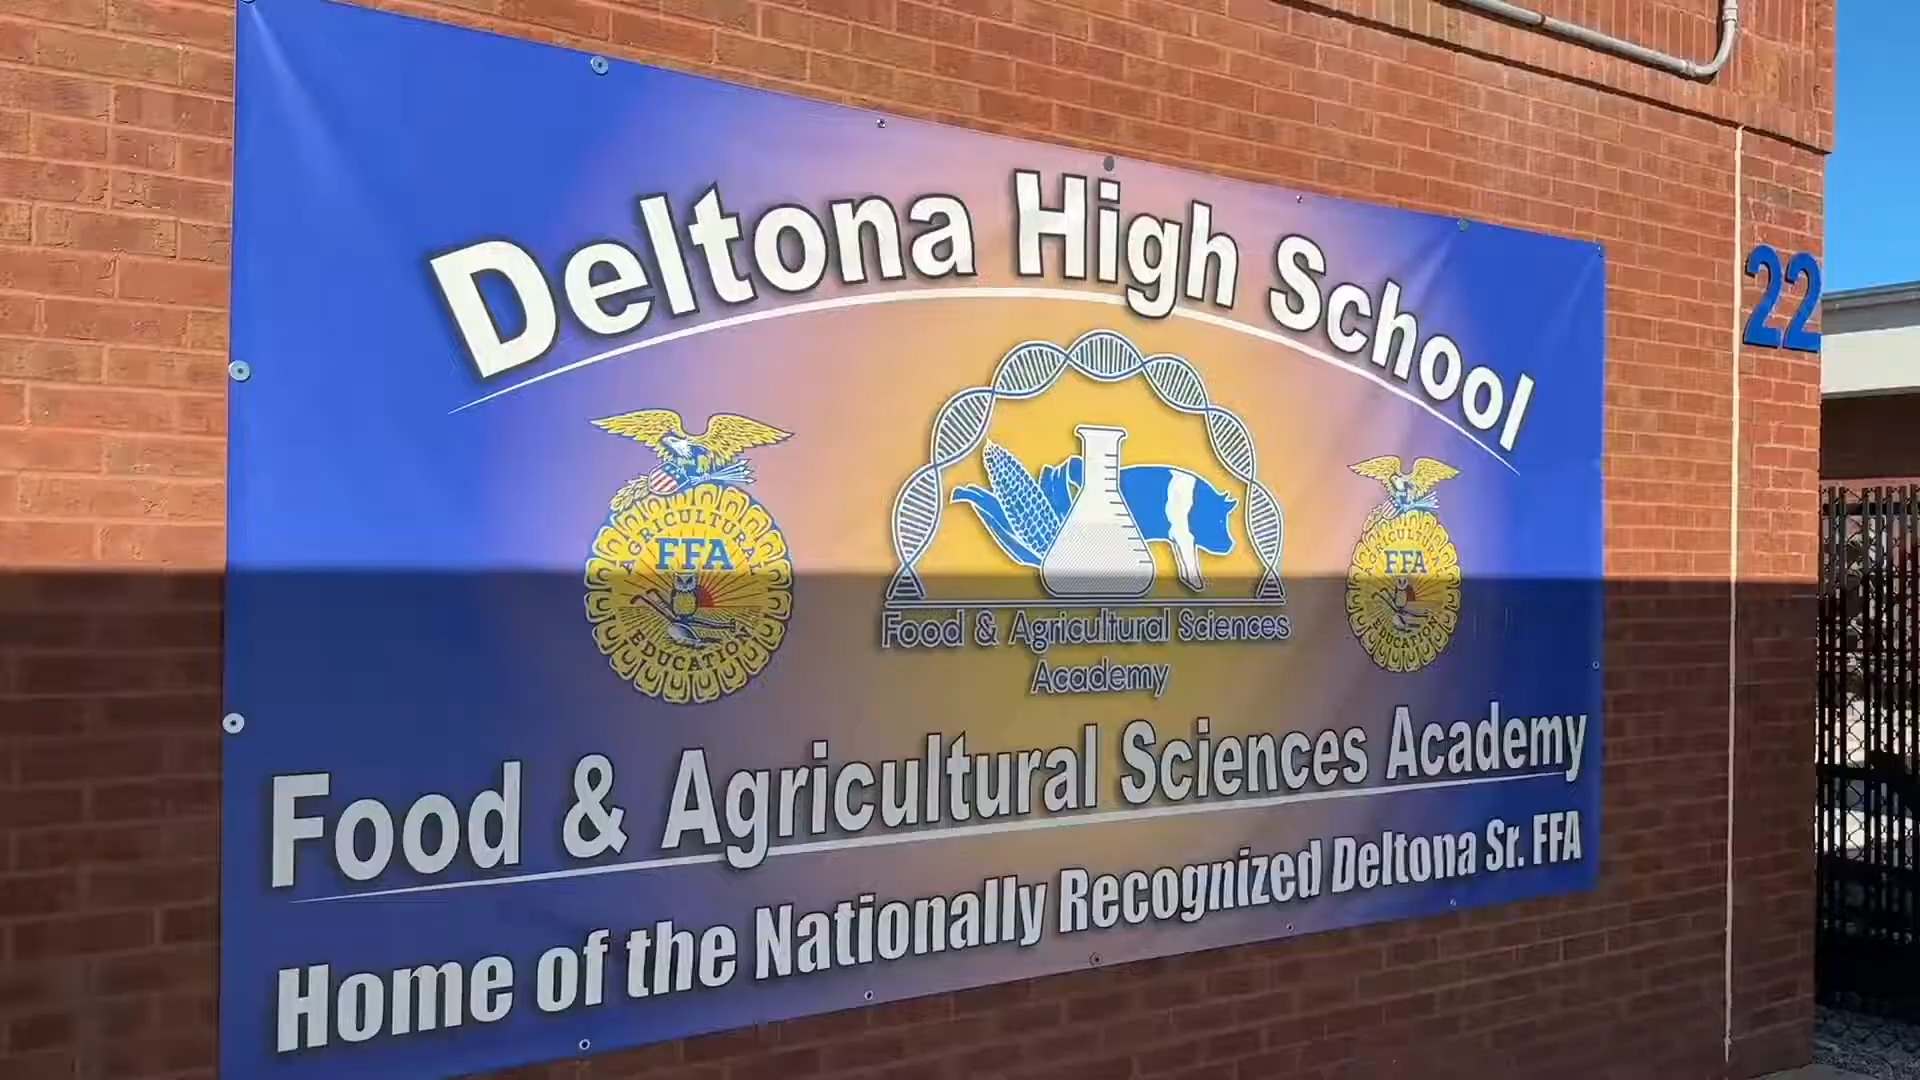 Deltona High School
22
AGRICULTURAL
FFA
EDUCATION
AGRICULTURAL
FFA
EDUCATION
Food & Agricultural Sciences
Academy
Food & Agricultural Sciences Academy
Home of the Nationally Recognized Deltona Sr. FFA